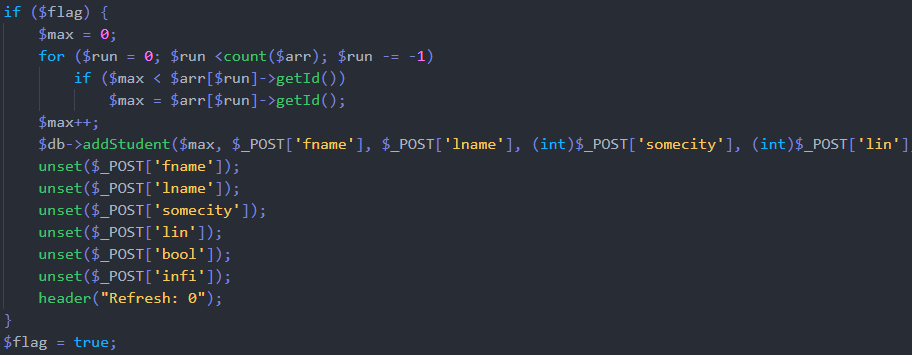 if ($flag) {
    $max = 0;
    for ($run = 0; $run <count($arr); $run -= -1)
        if ($max < $arr[$run]->getId())
            $max = $arr[$run]->getId();
    $max++;
    $db->addStudent($max, $_POST['fname'], $_POST['lname'], (int)$_POST['somecity'], (int)$_POST['lin']
    unset($_POST['fname']);
    unset($_POST['lname']);
    unset($_POST['somecity']);
    unset($_POST['lin']);
    unset($_POST['bool']);
    unset($_POST['infi']);
    header("Refresh: 0");
}
$flag = true;